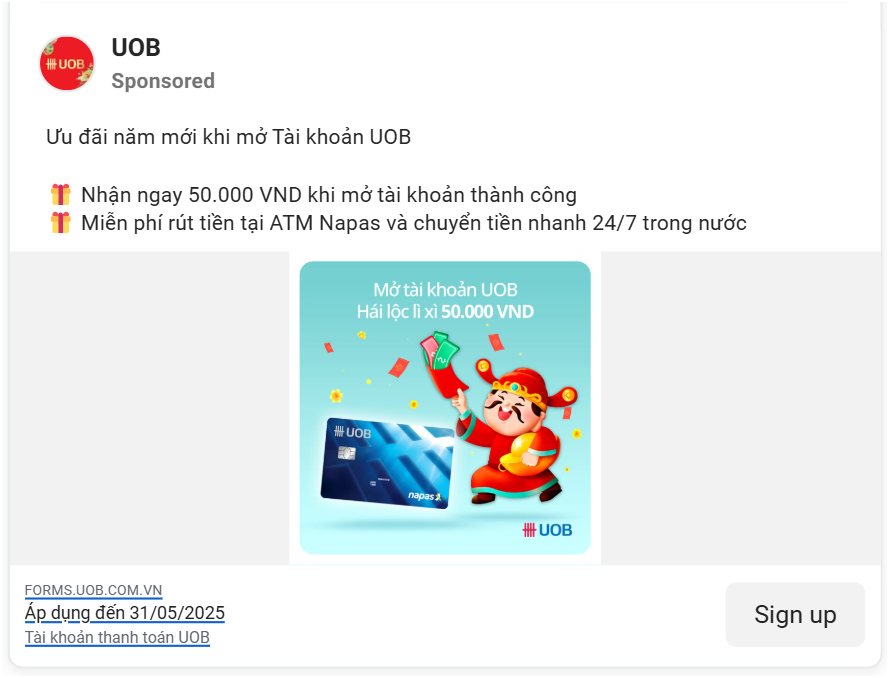 UOB
UOB
Sponsored
Ưu đãi năm mới khi mở Tài khoản UOB
Nhận ngay 50.000 VND khi mở tài khoản thành công
Miễn phí rút tiền tại ATM Napas và chuyển tiền nhanh 24/7 trong nước
Mở tài khoản UOB
Hái lộc lì xì 50.000 VND
UOB
napas
UOB
FORMS.UOB.COM.VN
Áp dụng đến 31/05/2025
Tài khoản thanh toán UOB
Sign up